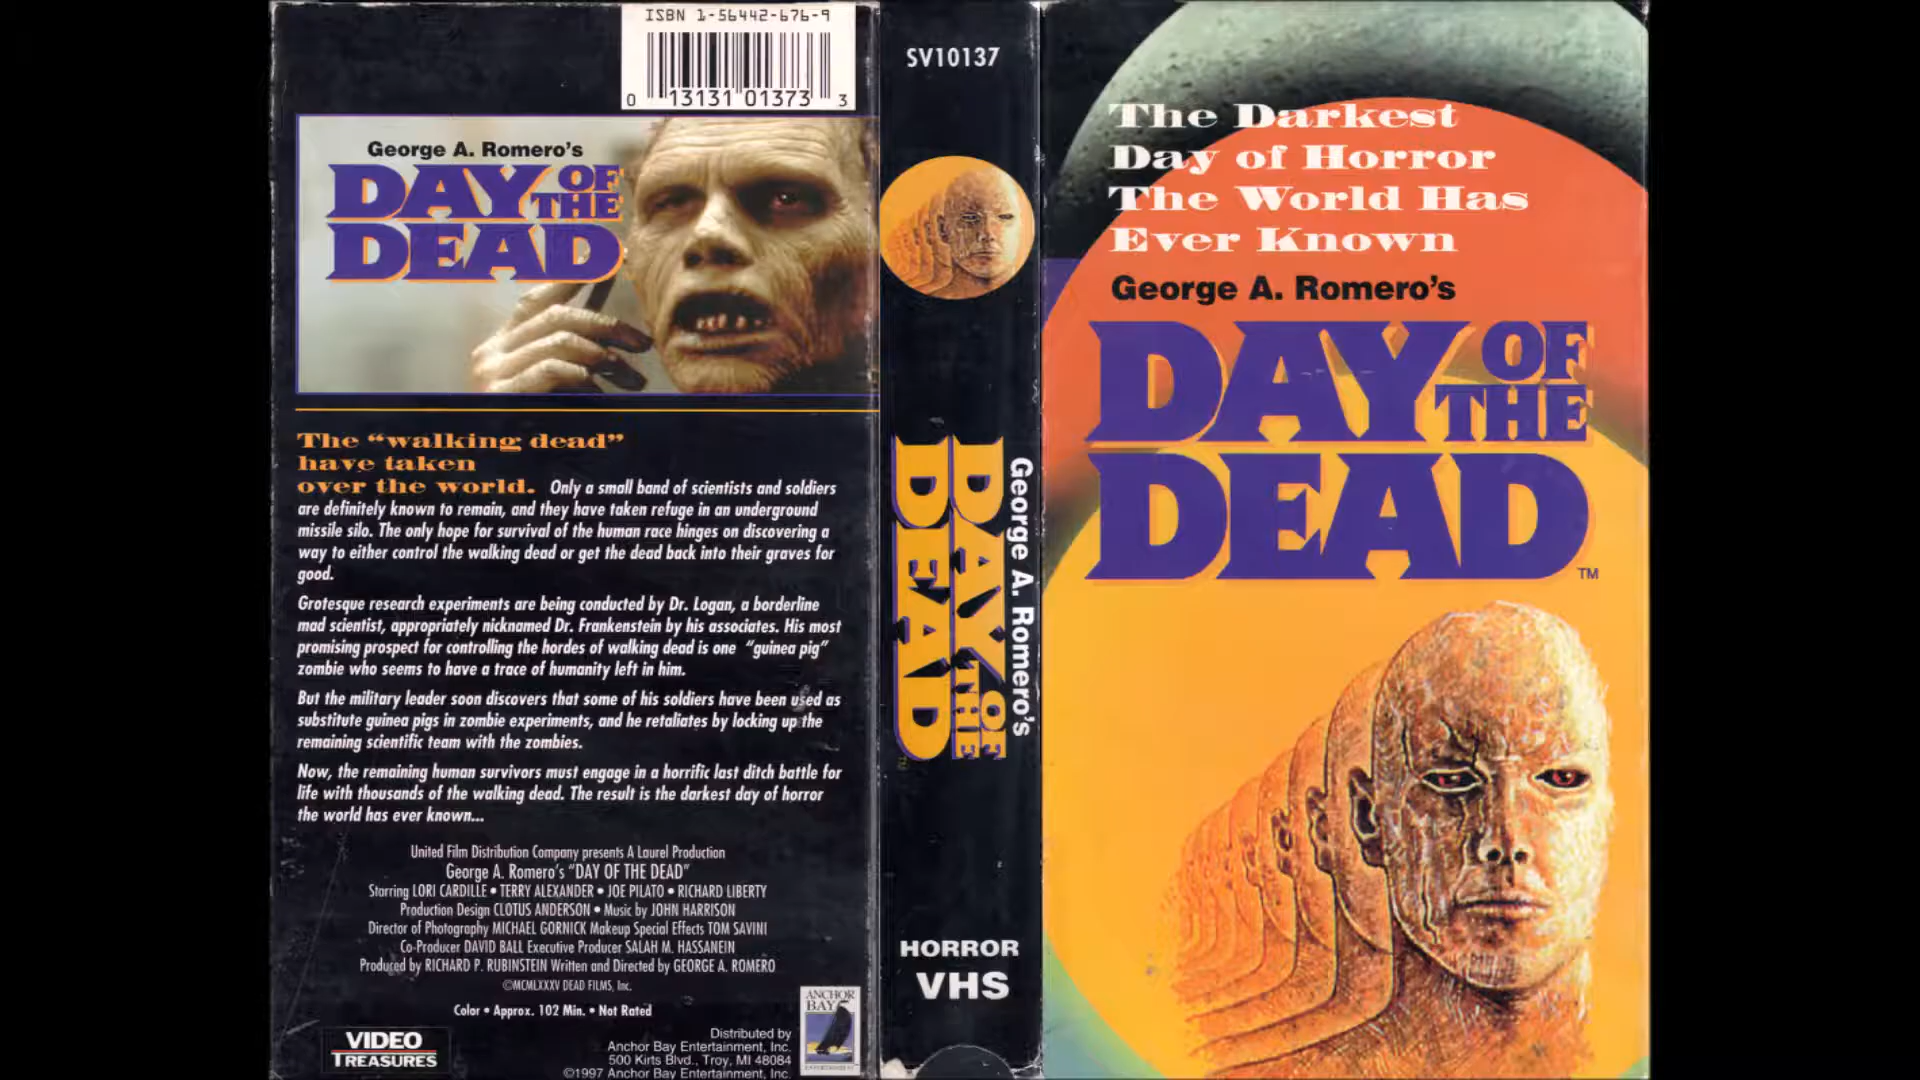 ISBN 1-56442-676-9
0 13131 01373 3
George A. Romero's
DAY OF THE
DEAD
The “walking dead”
have taken
over the world. Only a small band of scientists and soldiers
are definitely known to remain, and they have taken refuge in an underground
missile silo. The only hope for survival of the human race hinges on discovering a
way to either control the walking dead or get the dead back into their graves for
good.
Grotesque research experiments are being conducted by Dr. Logan, a borderline
mad scientist, appropriately nicknamed Dr. Frankenstein by his associates. His most
promising prospect for controlling the hordes of walking dead is one “guinea pig”
zombie who seems to have a trace of humanity left in him.
But the military leader soon discovers that some of his soldiers have been used as
substitute guinea pigs in zombie experiments, and he retaliates by locking up the
remaining scientific team with the zombies.
Now, the remaining human survivors must engage in a horrific last ditch battle for
life with thousands of the walking dead. The result is the darkest day of horror
the world has ever known...
United Film Distribution Company presents A Laurel Production
George A. Romero's “DAY OF THE DEAD”
Starring LORI CARDILLE • TERRY ALEXANDER • JOE PILATO • RICHARD LIBERTY
Production Design CLOTUS ANDERSON • Music by JOHN HARRISON
Director of Photography MICHAEL GORNICK Makeup Special Effects TOM SAVINI
Co-Producer DAVID BALL Executive Producer SALAH M. HASSANEIN
Produced by RICHARD P. RUBINSTEIN Written and Directed by GEORGE A. ROMERO
©MCMLXXXV DEAD FILMS, Inc.
Color • Approx. 102 Min. • Not Rated
VIDEO
TREASURES
Distributed by
Anchor Bay Entertainment, Inc.
500 Kirts Blvd., Troy, MI 48084
©1997 Anchor Bay Entertainment, Inc.
ANCHOR
BAY
ENTERTAINMENT
SV10137
George A. Romero's
DAY OF THE
DEAD
TM
HORROR
VHS
The Darkest
Day of Horror
The World Has
Ever Known
George A. Romero's
DAY OF THE
DEAD
TM